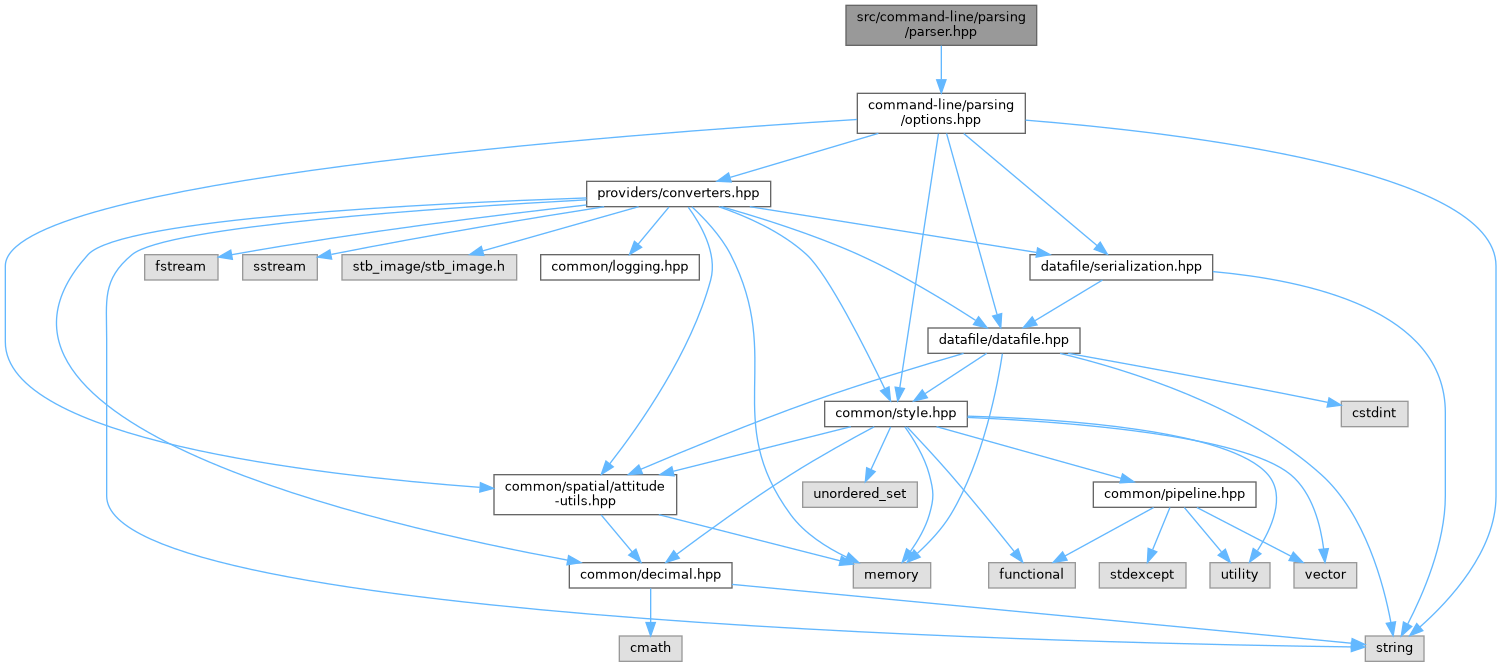 src/command-line/parsing
/parser.hpp
command-line/parsing
/options.hpp
providers/converters.hpp
fstream
sstream
stb_image/stb_image.h
common/logging.hpp
datafile/serialization.hpp
datafile/datafile.hpp
common/style.hpp
cstdint
common/spatial/attitude
-utils.hpp
unordered_set
common/pipeline.hpp
common/decimal.hpp
memory
functional
stdexcept
utility
vector
cmath
string